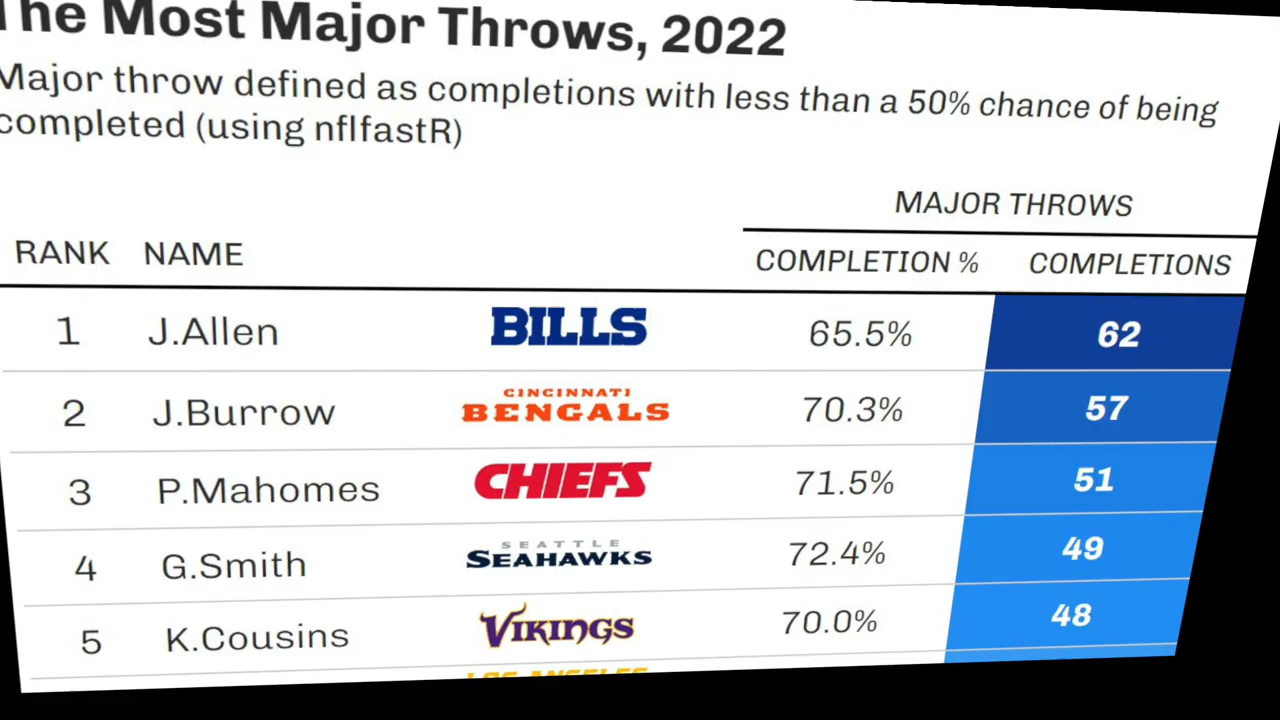 The Most Major Throws, 2022
Major throw defined as completions with less than a 50% chance of being
completed (using nflfastR)
MAJOR THROWS
RANK NAME COMPLETION % COMPLETIONS
1 J.Allen BILLS 65.5% 62
2 J.Burrow CINCINNATI BENGALS 70.3% 57
3 P.Mahomes CHIEFS 71.5% 51
4 G.Smith SEATTLE SEAHAWKS 72.4% 49
5 K.Cousins VIKINGS 70.0% 48
LOS ANGELES